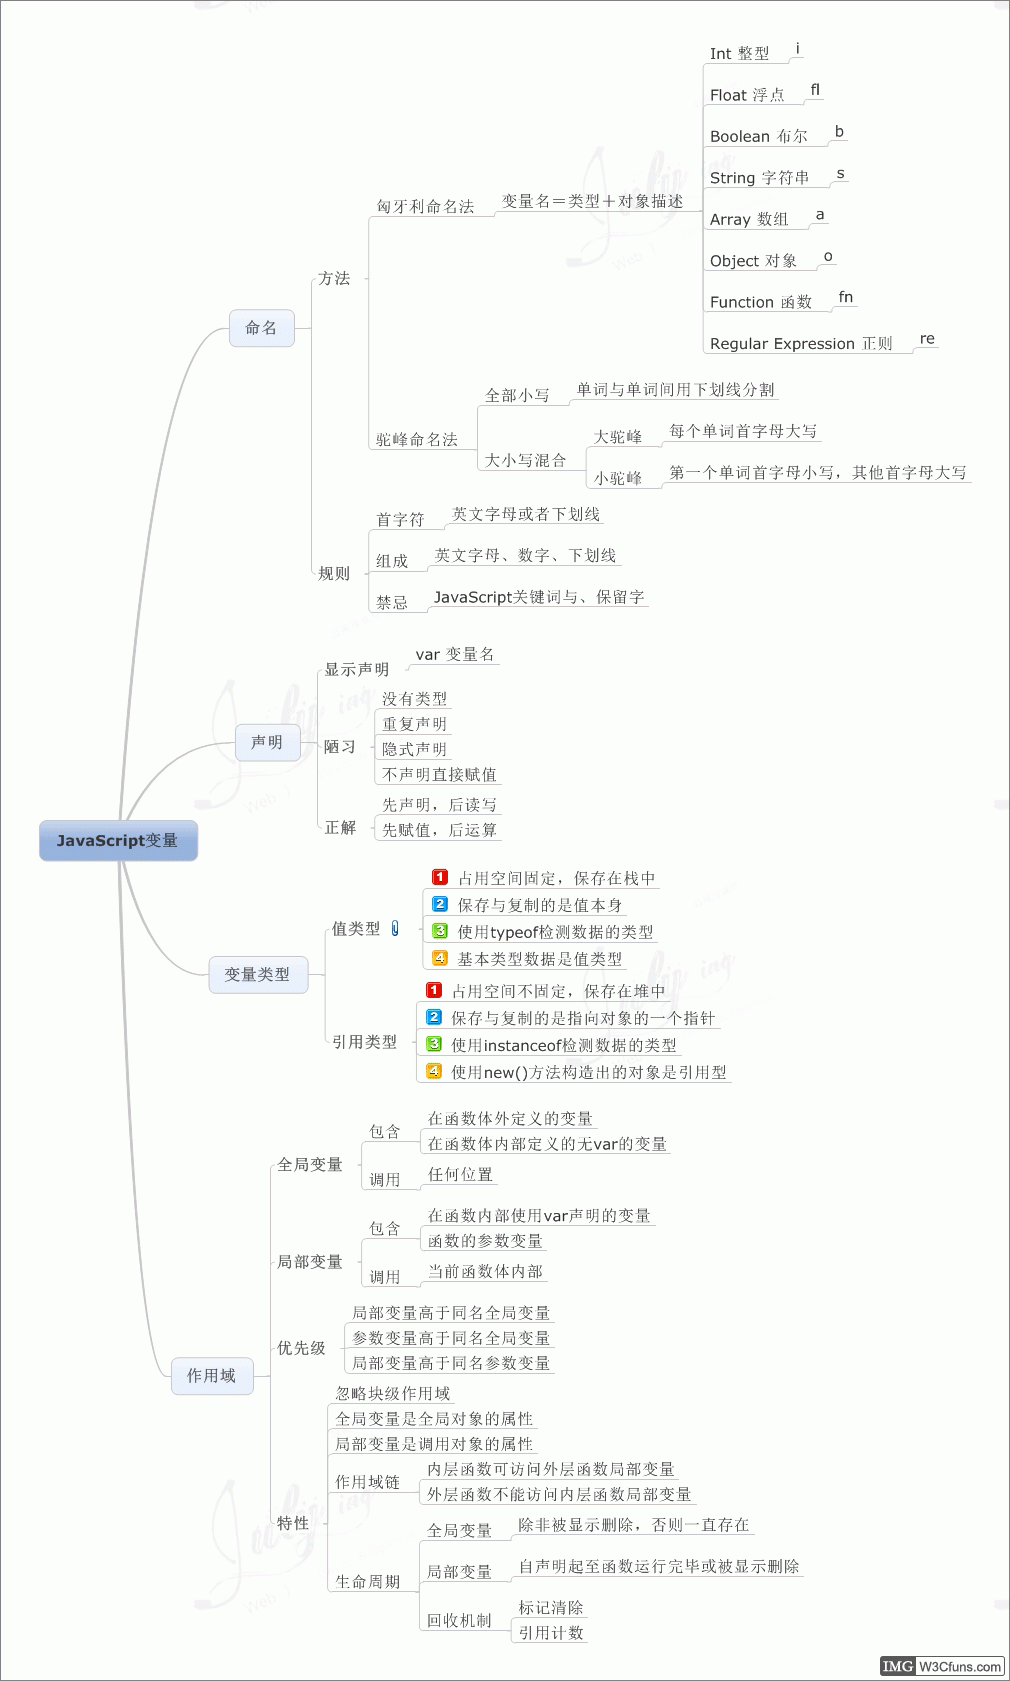 JavaScript变量
命名
方法
匈牙利命名法
变量名＝类型＋对象描述
Int 整型
i
Float 浮点
fl
Boolean 布尔
b
String 字符串
s
Array 数组
a
Object 对象
o
Function 函数
fn
Regular Expression 正则
re
驼峰命名法
全部小写
单词与单词间用下划线分割
大小写混合
大驼峰
每个单词首字母大写
小驼峰
第一个单词首字母小写，其他首字母大写
规则
首字符
英文字母或者下划线
组成
英文字母、数字、下划线
禁忌
JavaScript关键词与、保留字
声明
显示声明
var 变量名
陋习
没有类型
重复声明
隐式声明
不声明直接赋值
正解
先声明，后读写
先赋值，后运算
变量类型
值类型
1 占用空间固定，保存在栈中
2 保存与复制的是值本身
3 使用typeof检测数据的类型
4 基本类型数据是值类型
引用类型
1 占用空间不固定，保存在堆中
2 保存与复制的是指向对象的一个指针
3 使用instanceof检测数据的类型
4 使用new()方法构造出的对象是引用型
作用域
全局变量
包含
在函数体外定义的变量
在函数体内部定义的无var的变量
调用
任何位置
局部变量
包含
在函数内部使用var声明的变量
函数的参数变量
调用
当前函数体内部
优先级
局部变量高于同名全局变量
参数变量高于同名全局变量
局部变量高于同名参数变量
特性
忽略块级作用域
全局变量是全局对象的属性
局部变量是调用对象的属性
作用域链
内层函数可访问外层函数局部变量
外层函数不能访问内层函数局部变量
生命周期
全局变量
除非被显示删除，否则一直存在
局部变量
自声明起至函数运行完毕或被显示删除
回收机制
标记清除
引用计数
IMG W3Cfuns.com